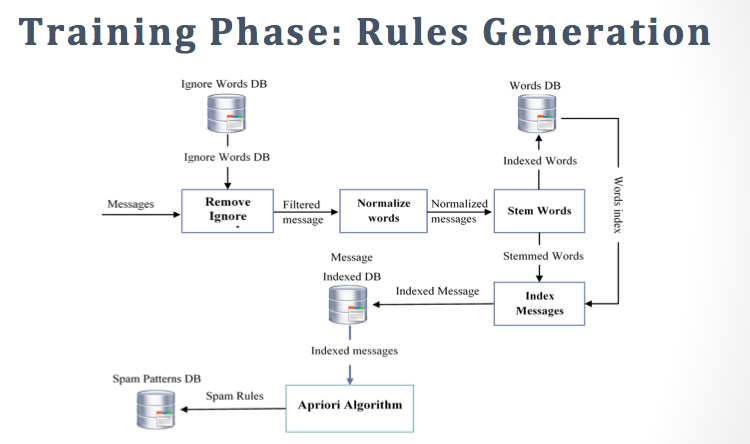 Training Phase: Rules Generation
Ignore Words DB
Words DB
Ignore Words DB
Indexed Words
Messages
Remove
Ignore
Filtered
message
Normalize
words
Normalized
messages
Stem Words
Words index
Message
Indexed DB
Stemmed Words
Indexed Message
Index
Messages
Indexed messages
Spam Patterns DB
Spam Rules
Apriori Algorithm